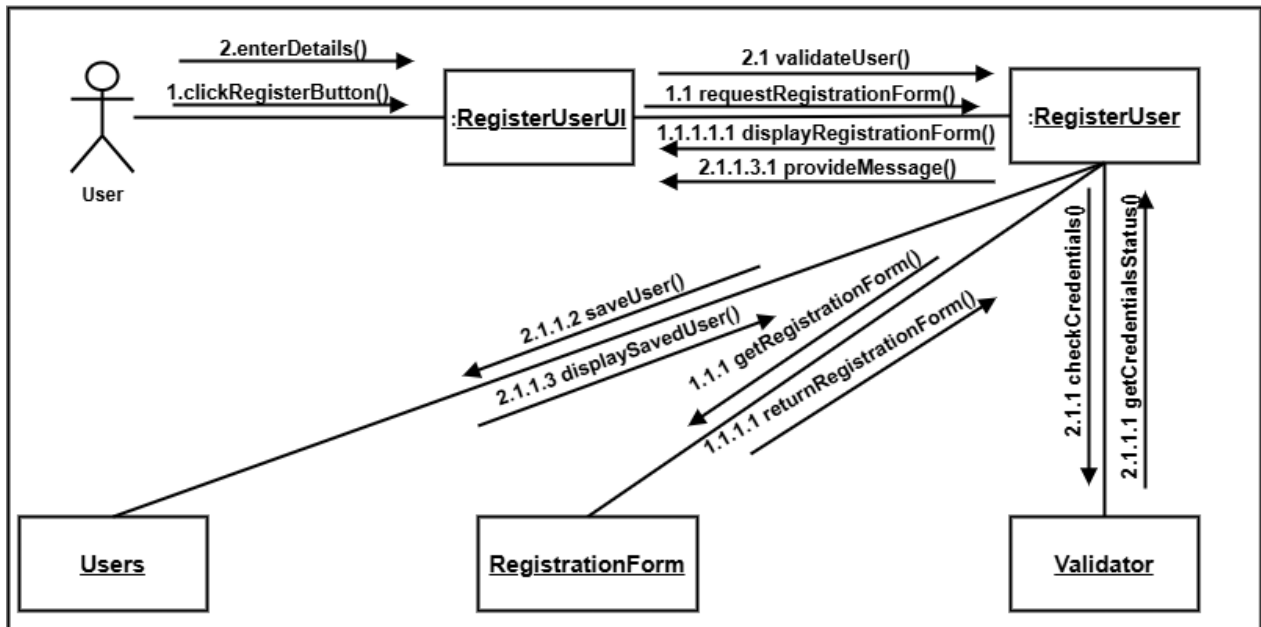 2.enterDetails()
1.clickRegisterButton()
User
:RegisterUserUI
2.1 validateUser()
1.1 requestRegistrationForm()
1.1.1.1.1 displayRegistrationForm()
2.1.1.3.1 provideMessage()
:RegisterUser
2.1.1.2 saveUser()
2.1.1.3 displaySavedUser()
1.1.1 getRegistrationForm()
1.1.1.1 returnRegistrationForm()
2.1.1 checkCredentials()
2.1.1.1 getCredentialsStatus()
Users
RegistrationForm
Validator